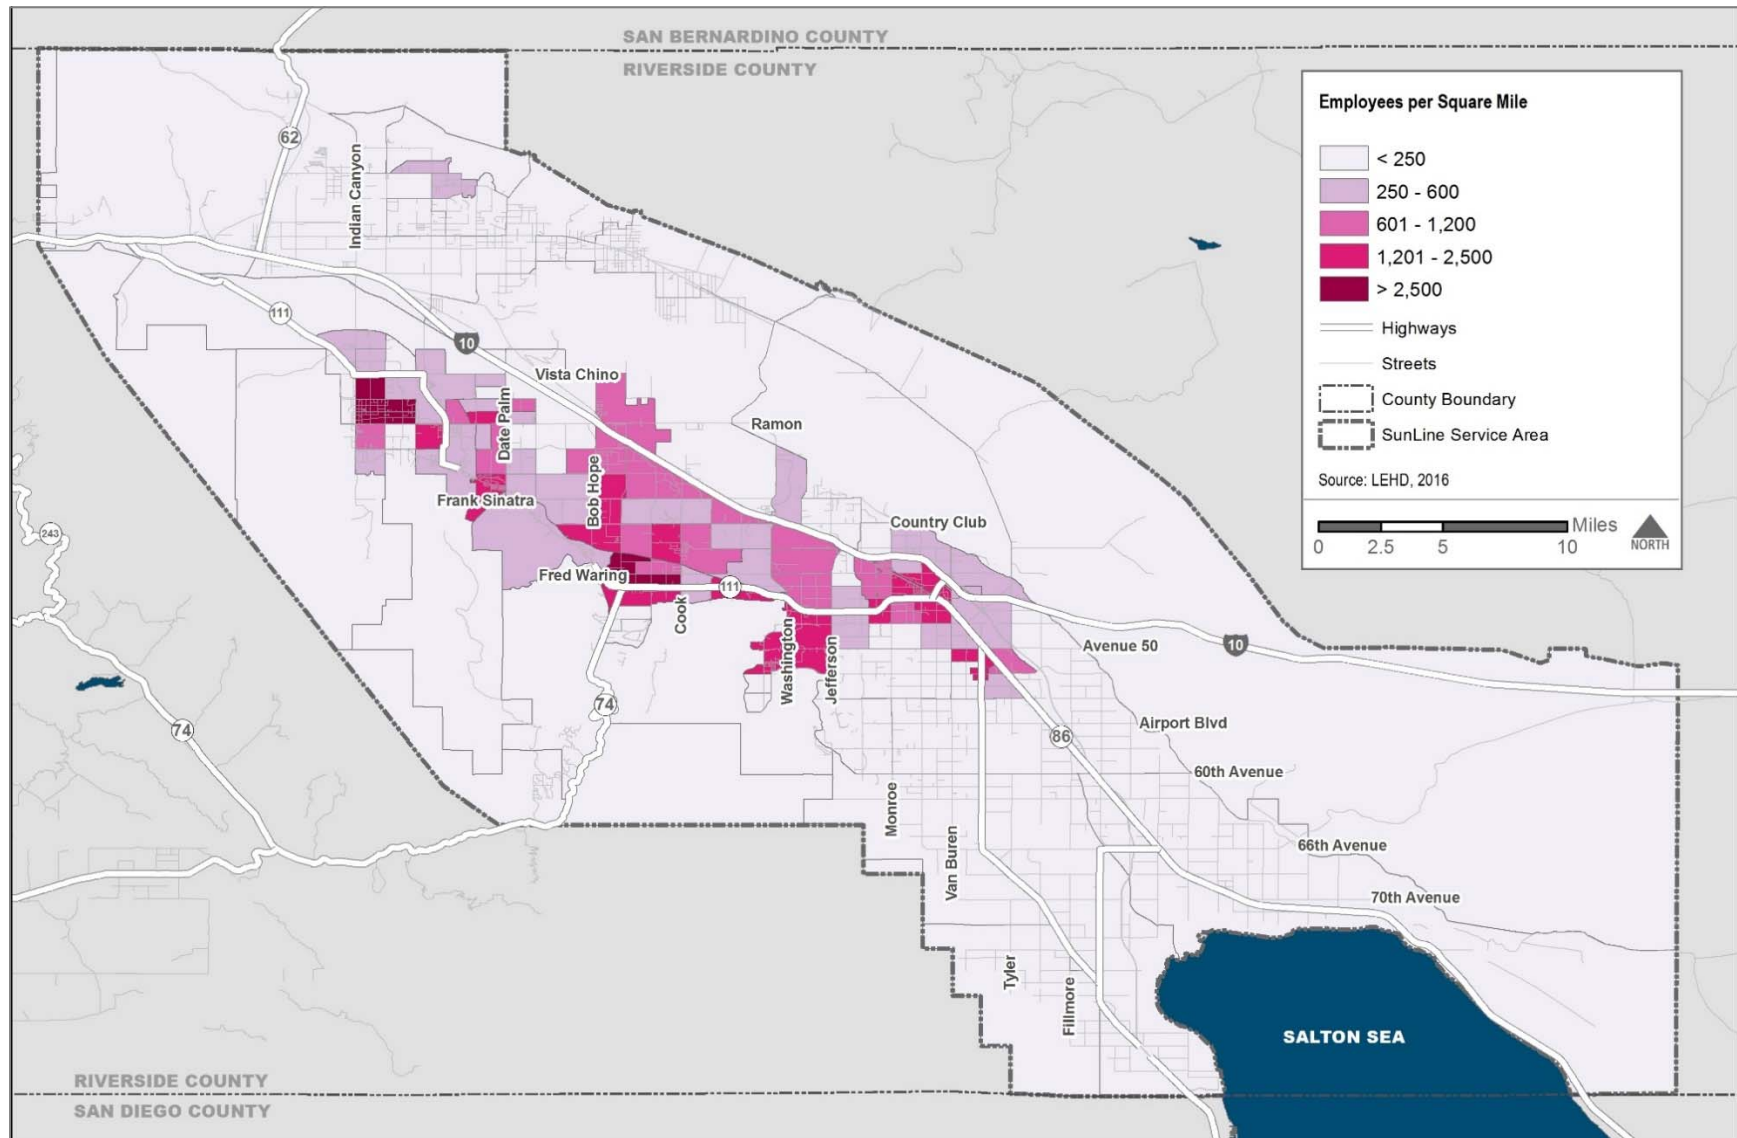 SAN BERNARDINO COUNTY
RIVERSIDE COUNTY
Employees per Square Mile
< 250
250 - 600
601 - 1,200
1,201 - 2,500
> 2,500
Highways
Streets
County Boundary
SunLine Service Area
Source: LEHD, 2016
Miles
0 2.5 5 10
NORTH
62
Indian Canyon
111
10
Vista Chino
Date Palm
Ramon
Bob Hope
Frank Sinatra
Country Club
243
Fred Waring
111
Cook
Washington
Jefferson
Avenue 50
10
74
74
86
Airport Blvd
60th Avenue
Monroe
Van Buren
66th Avenue
70th Avenue
Tyler
Fillmore
SALTON SEA
RIVERSIDE COUNTY
SAN DIEGO COUNTY